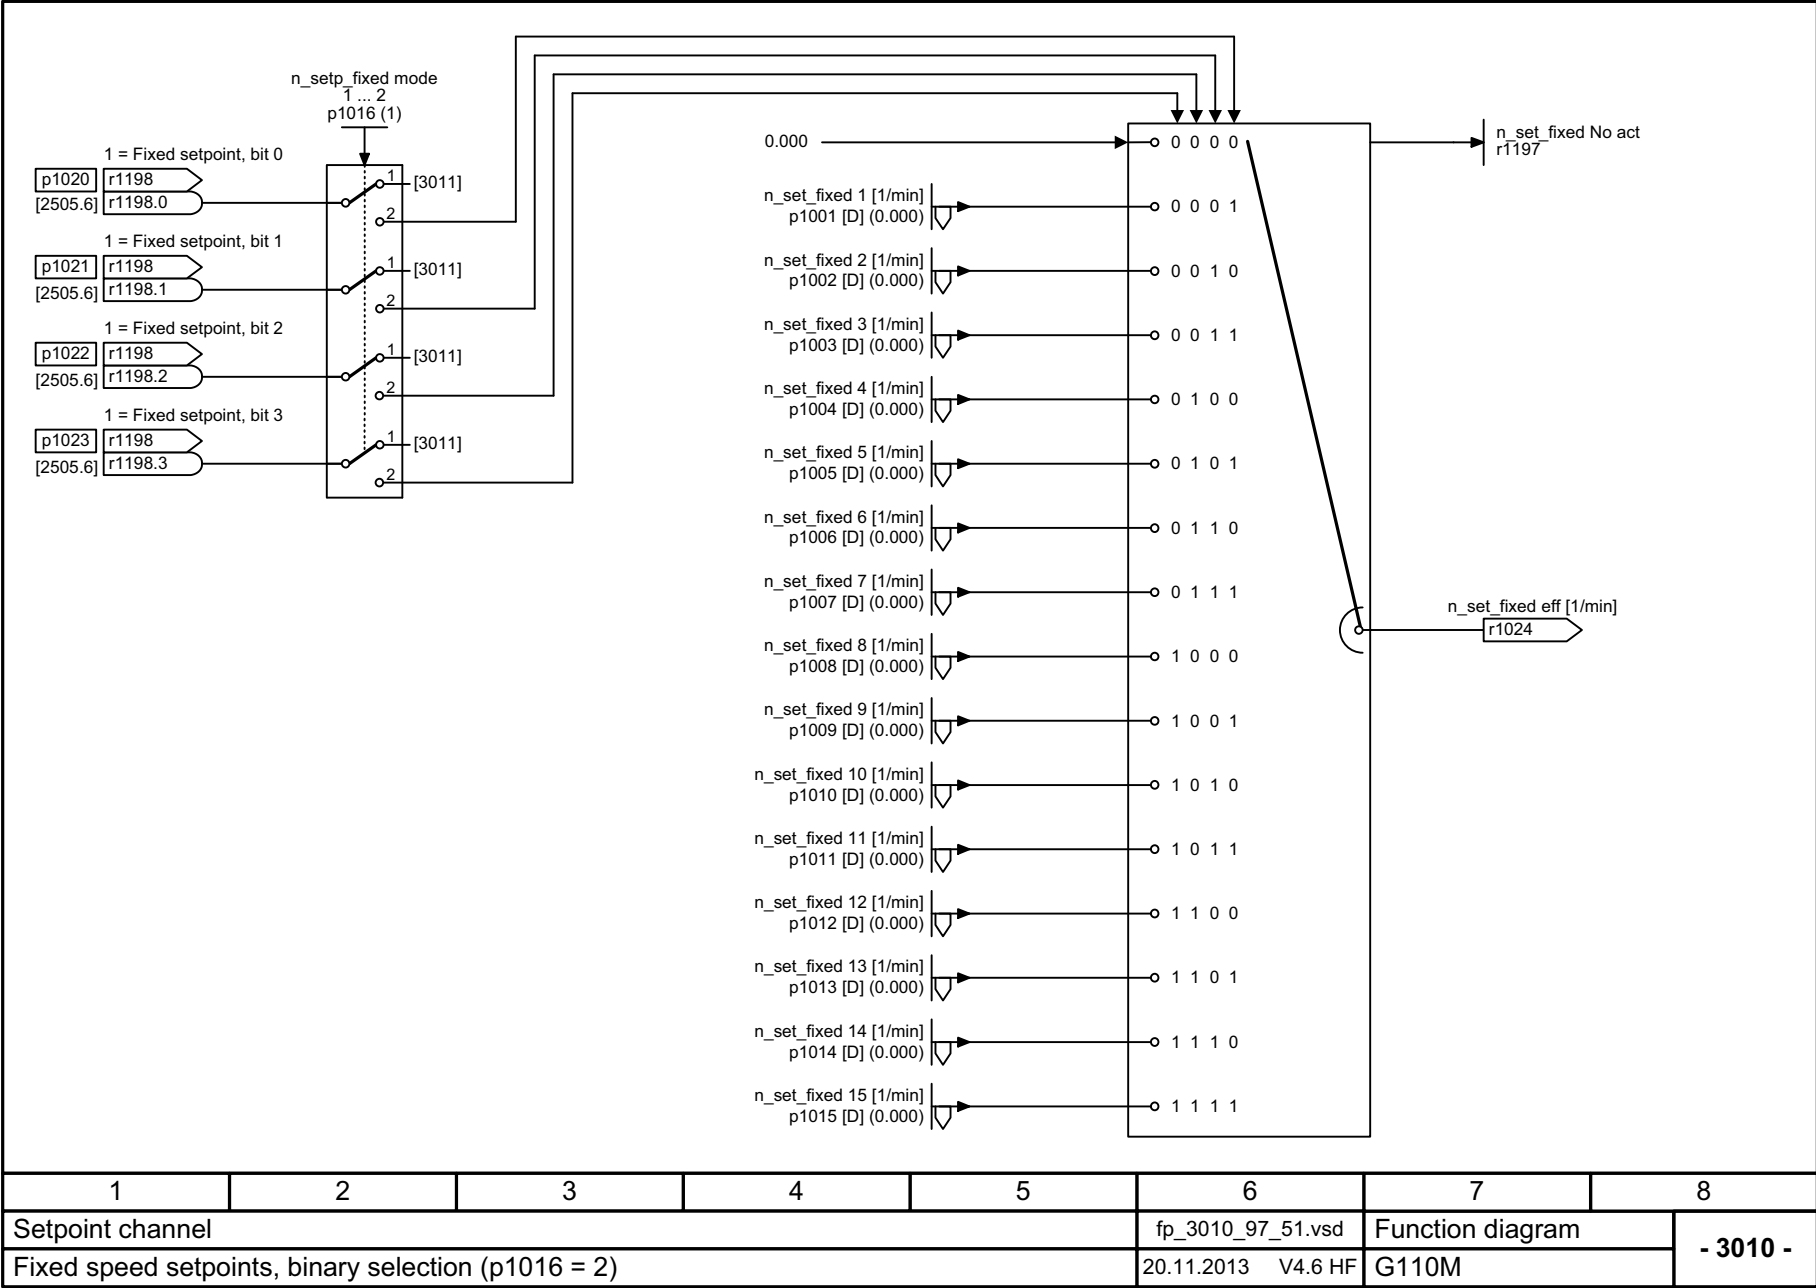 n_setp_fixed mode
1 ... 2
p1016 (1)
1 = Fixed setpoint, bit 0
p1020 r1198
[2505.6] r1198.0
1 [3011]
2
1 = Fixed setpoint, bit 1
p1021 r1198
[2505.6] r1198.1
1 [3011]
2
1 = Fixed setpoint, bit 2
p1022 r1198
[2505.6] r1198.2
1 [3011]
2
1 = Fixed setpoint, bit 3
p1023 r1198
[2505.6] r1198.3
1 [3011]
2
0.000 0 0 0 0
n_set_fixed 1 [1/min]
p1001 [D] (0.000) 0 0 0 1
n_set_fixed 2 [1/min]
p1002 [D] (0.000) 0 0 1 0
n_set_fixed 3 [1/min]
p1003 [D] (0.000) 0 0 1 1
n_set_fixed 4 [1/min]
p1004 [D] (0.000) 0 1 0 0
n_set_fixed 5 [1/min]
p1005 [D] (0.000) 0 1 0 1
n_set_fixed 6 [1/min]
p1006 [D] (0.000) 0 1 1 0
n_set_fixed 7 [1/min]
p1007 [D] (0.000) 0 1 1 1
n_set_fixed 8 [1/min]
p1008 [D] (0.000) 1 0 0 0
n_set_fixed 9 [1/min]
p1009 [D] (0.000) 1 0 0 1
n_set_fixed 10 [1/min]
p1010 [D] (0.000) 1 0 1 0
n_set_fixed 11 [1/min]
p1011 [D] (0.000) 1 0 1 1
n_set_fixed 12 [1/min]
p1012 [D] (0.000) 1 1 0 0
n_set_fixed 13 [1/min]
p1013 [D] (0.000) 1 1 0 1
n_set_fixed 14 [1/min]
p1014 [D] (0.000) 1 1 1 0
n_set_fixed 15 [1/min]
p1015 [D] (0.000) 1 1 1 1
n_set_fixed No act
r1197
n_set_fixed eff [1/min]
r1024
1 2 3 4 5 6 7 8
Setpoint channel fp_3010_97_51.vsd Function diagram
- 3010 -
Fixed speed setpoints, binary selection (p1016 = 2) 20.11.2013 V4.6 HF G110M